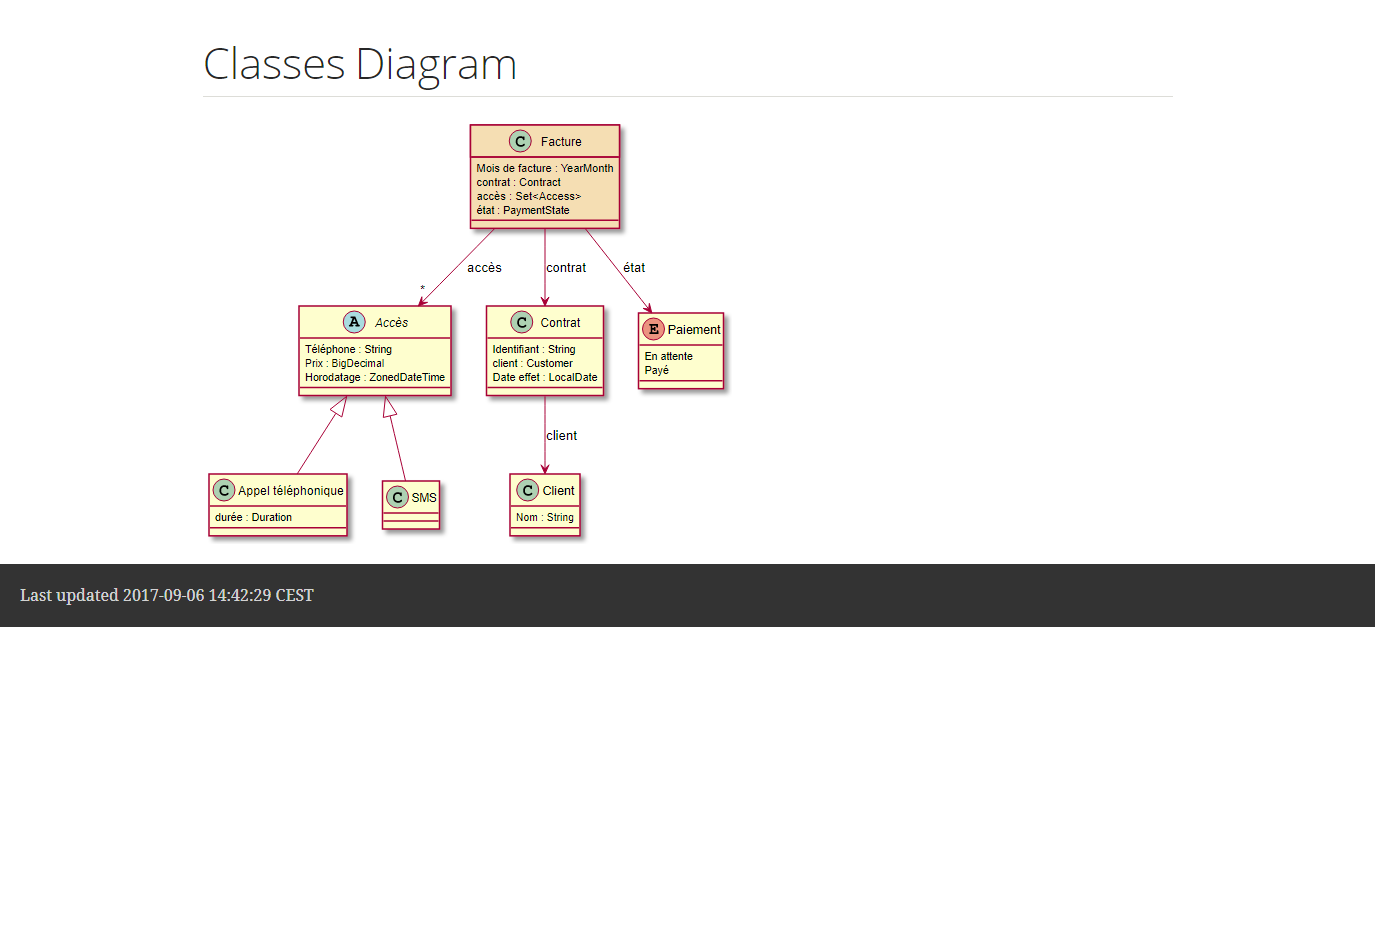 Classes Diagram
C Facture
Mois de facture : YearMonth
contrat : Contract
accès : Set<Access>
état : PaymentState
accès
contrat
état
*
A Accès
Téléphone : String
Prix : BigDecimal
Horodatage : ZonedDateTime
C Contrat
Identifiant : String
client : Customer
Date effet : LocalDate
E Paiement
En attente
Payé
client
C Appel téléphonique
durée : Duration
C SMS
C Client
Nom : String
Last updated 2017-09-06 14:42:29 CEST